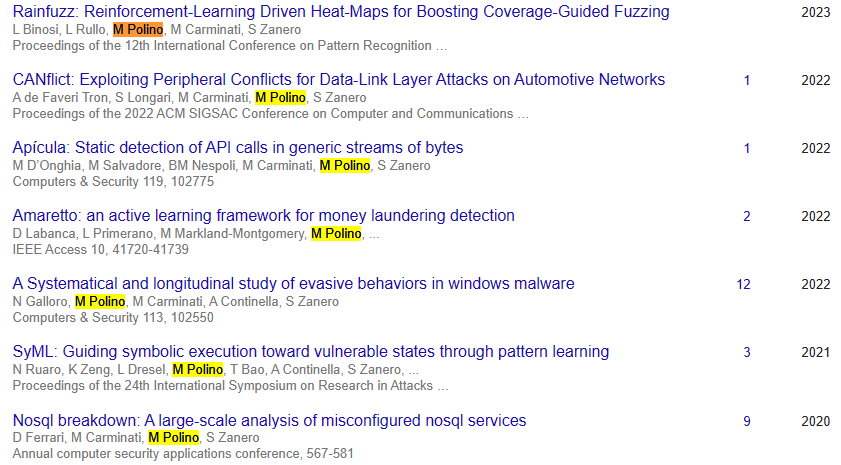 Rainfuzz: Reinforcement-Learning Driven Heat-Maps for Boosting Coverage-Guided Fuzzing 2023
L Binosi, L Rullo, M Polino, M Carminati, S Zanero
Proceedings of the 12th International Conference on Pattern Recognition …
CANflict: Exploiting Peripheral Conflicts for Data-Link Layer Attacks on Automotive Networks 1 2022
A de Faveri Tron, S Longari, M Carminati, M Polino, S Zanero
Proceedings of the 2022 ACM SIGSAC Conference on Computer and Communications …
Apícula: Static detection of API calls in generic streams of bytes 1 2022
M D'Onghia, M Salvadore, BM Nespoli, M Carminati, M Polino, S Zanero
Computers & Security 119, 102775
Amaretto: an active learning framework for money laundering detection 2 2022
D Labanca, L Primerano, M Markland-Montgomery, M Polino, ...
IEEE Access 10, 41720-41739
A Systematical and longitudinal study of evasive behaviors in windows malware 12 2022
N Galloro, M Polino, M Carminati, A Continella, S Zanero
Computers & Security 113, 102550
SyML: Guiding symbolic execution toward vulnerable states through pattern learning 3 2021
N Ruaro, K Zeng, L Dresel, M Polino, T Bao, A Continella, S Zanero, ...
Proceedings of the 24th International Symposium on Research in Attacks …
Nosql breakdown: A large-scale analysis of misconfigured nosql services 9 2020
D Ferrari, M Carminati, M Polino, S Zanero
Annual computer security applications conference, 567-581